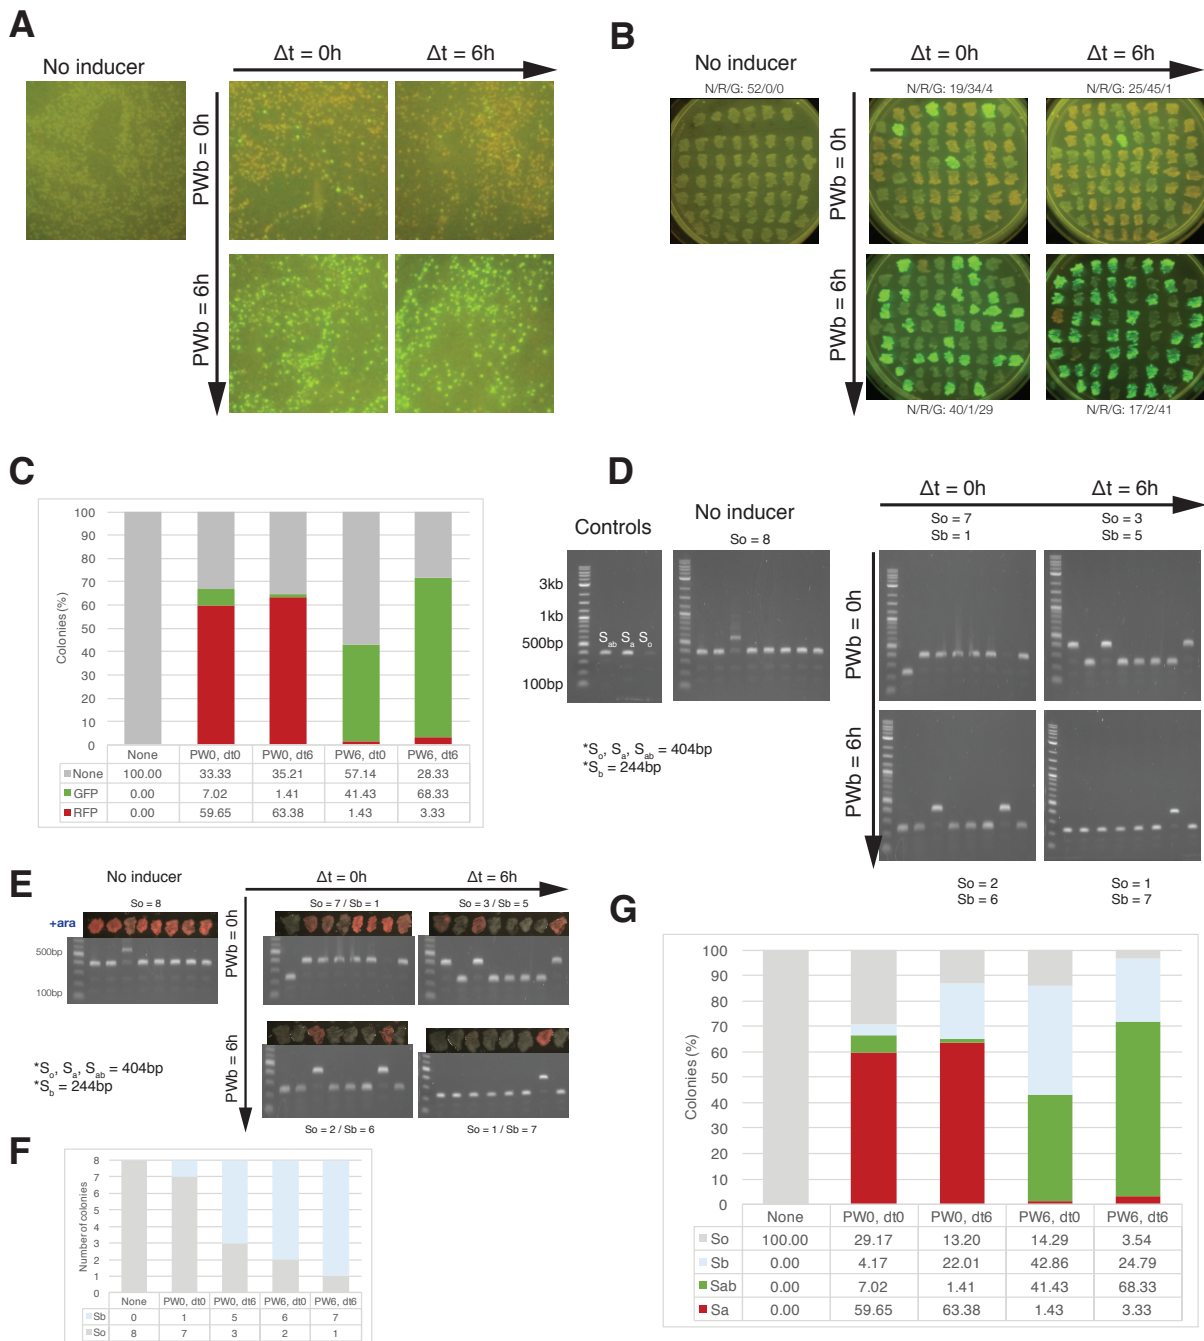 A
No inducer
Δt = 0h
Δt = 6h
PWb = 0h
PWb = 6h
B
No inducer
Δt = 0h
Δt = 6h
N/R/G: 52/0/0
N/R/G: 19/34/4
N/R/G: 25/45/1
PWb = 0h
PWb = 6h
N/R/G: 40/1/29
N/R/G: 17/2/41
C
Colonies (%)
100
90
80
70
60
50
40
30
20
10
0
None PW0, dt0 PW0, dt6 PW6, dt0 PW6, dt6
None 100.00 33.33 35.21 57.14 28.33
GFP 0.00 7.02 1.41 41.43 68.33
RFP 0.00 59.65 63.38 1.43 3.33
D
Controls
No inducer
So = 8
Δt = 0h
Δt = 6h
So = 7
Sb = 1
So = 3
Sb = 5
3kb
1kb
500bp
100bp
Sab Sa So
PWb = 0h
PWb = 6h
*So, Sa, Sab = 404bp
*Sb = 244bp
So = 2
Sb = 6
So = 1
Sb = 7
E
No inducer
Δt = 0h
Δt = 6h
So = 8
So = 7 / Sb = 1
So = 3 / Sb = 5
+ara
500bp
100bp
PWb = 0h
PWb = 6h
*So, Sa, Sab = 404bp
*Sb = 244bp
So = 2 / Sb = 6
So = 1 / Sb = 7
F
Number of colonies
8
7
6
5
4
3
2
1
None PW0, dt0 PW0, dt6 PW6, dt0 PW6, dt6
Sb 0 1 5 6 7
So 8 7 3 2 1
G
Colonies (%)
100
90
80
70
60
50
40
30
20
10
0
None PW0, dt0 PW0, dt6 PW6, dt0 PW6, dt6
So 100.00 29.17 13.20 14.29 3.54
Sb 0.00 4.17 22.01 42.86 24.79
Sab 0.00 7.02 1.41 41.43 68.33
Sa 0.00 59.65 63.38 1.43 3.33